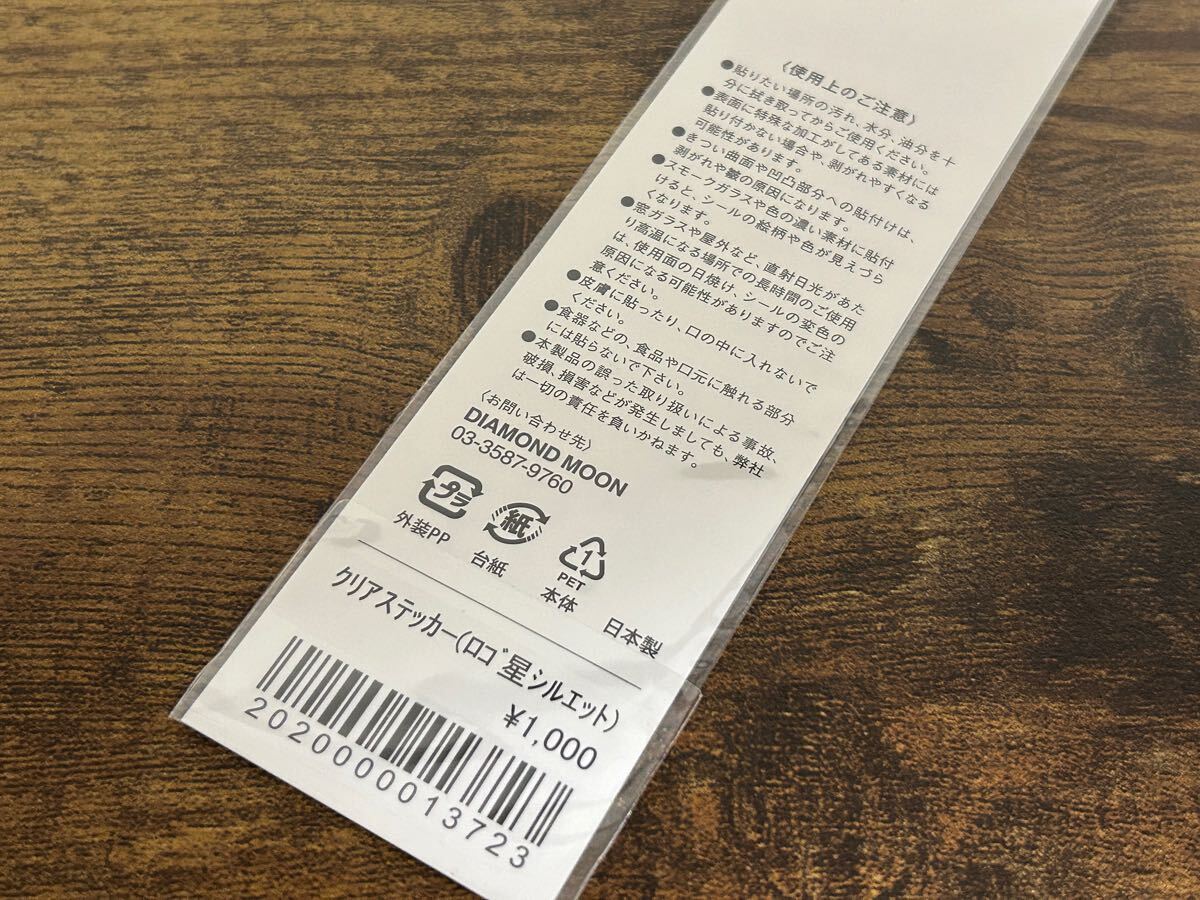 〈使用上のご注意〉
●貼りたい場所の汚れ、水分、油分を十
分に拭き取ってからご使用ください。
●表面に特殊な加工がしてある素材には
貼り付かない場合や、剥がれやすくなる
可能性があります。
●きつい曲面や凹凸部分への貼付けは、
剥がれや皺の原因になります。
●スモークガラスや色の濃い素材に貼付
けると、シールの絵柄や色が見えづら
くなります。
●窓ガラスや屋外など、直射日光があた
り高温になる場所での長時間のご使用
は、使用面の日焼け、シールの変色の
原因になる可能性がありますのでご注
意ください。
●皮膚に貼ったり、口の中に入れないで
ください。
●食器などの、食品や口元に触れる部分
には貼らないで下さい。
●本製品の誤った取り扱いによる事故、
破損、損害などが発生しましても、弊社
は一切の責任を負いかねます。
〈お問い合わせ先〉
DIAMOND MOON
03-3587-9760
プラ 紙 1
PET
外装PP 台紙 本体 日本製
クリアステッカー(ロゴ星シルエット)
¥1,000
2020000013723